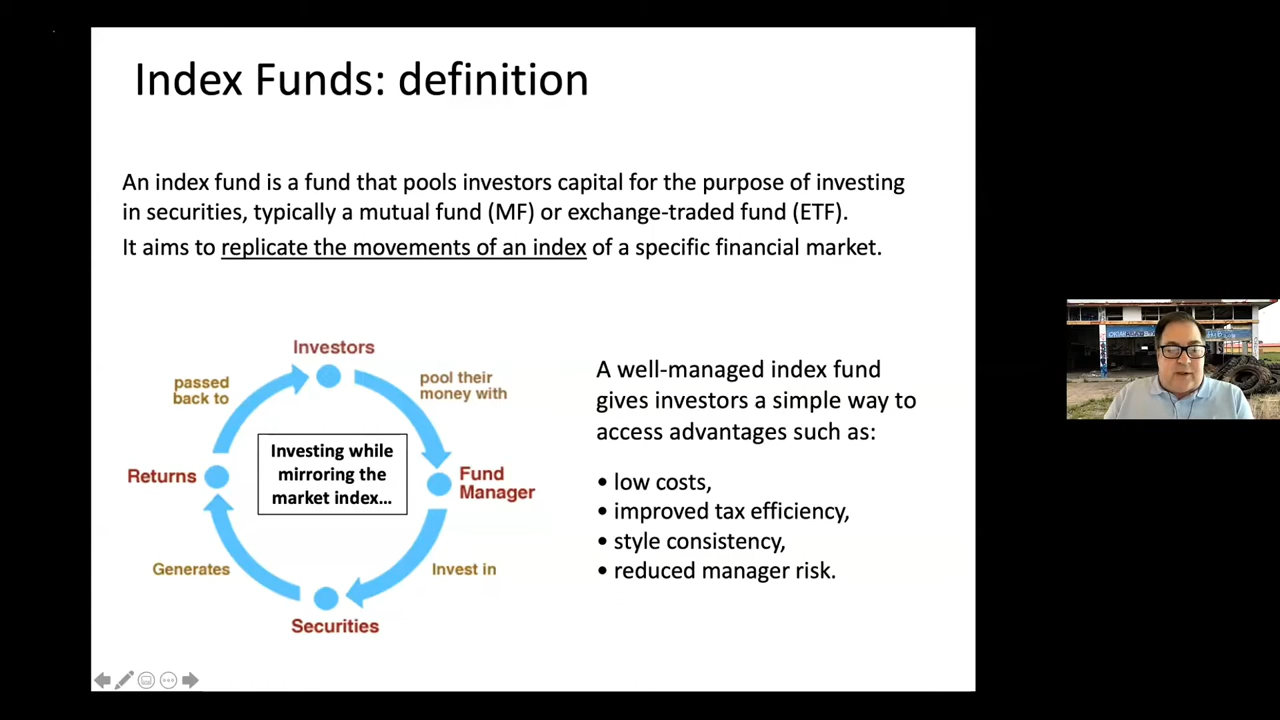 Index Funds: definition
An index fund is a fund that pools investors capital for the purpose of investing
in securities, typically a mutual fund (MF) or exchange-traded fund (ETF).
It aims to replicate the movements of an index of a specific financial market.
Investors
passed
back to
pool their
money with
Investing while
mirroring the
market index…
Returns
Fund
Manager
Generates
Invest in
Securities
A well-managed index fund
gives investors a simple way to
access advantages such as:
• low costs,
• improved tax efficiency,
• style consistency,
• reduced manager risk.